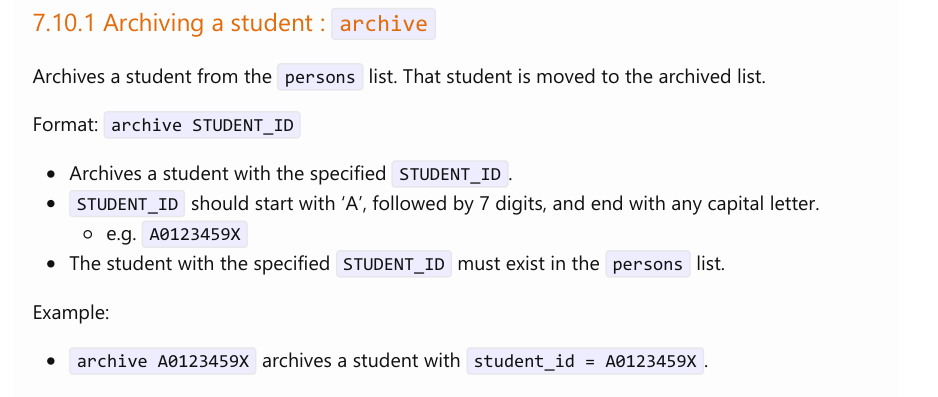 7.10.1 Archiving a student : archive
Archives a student from the persons list. That student is moved to the archived list.
Format: archive STUDENT_ID
Archives a student with the specified STUDENT_ID.
STUDENT_ID should start with ‘A’, followed by 7 digits, and end with any capital letter.
e.g. A0123459X
The student with the specified STUDENT_ID must exist in the persons list.
Example:
archive A0123459X archives a student with student_id = A0123459X.